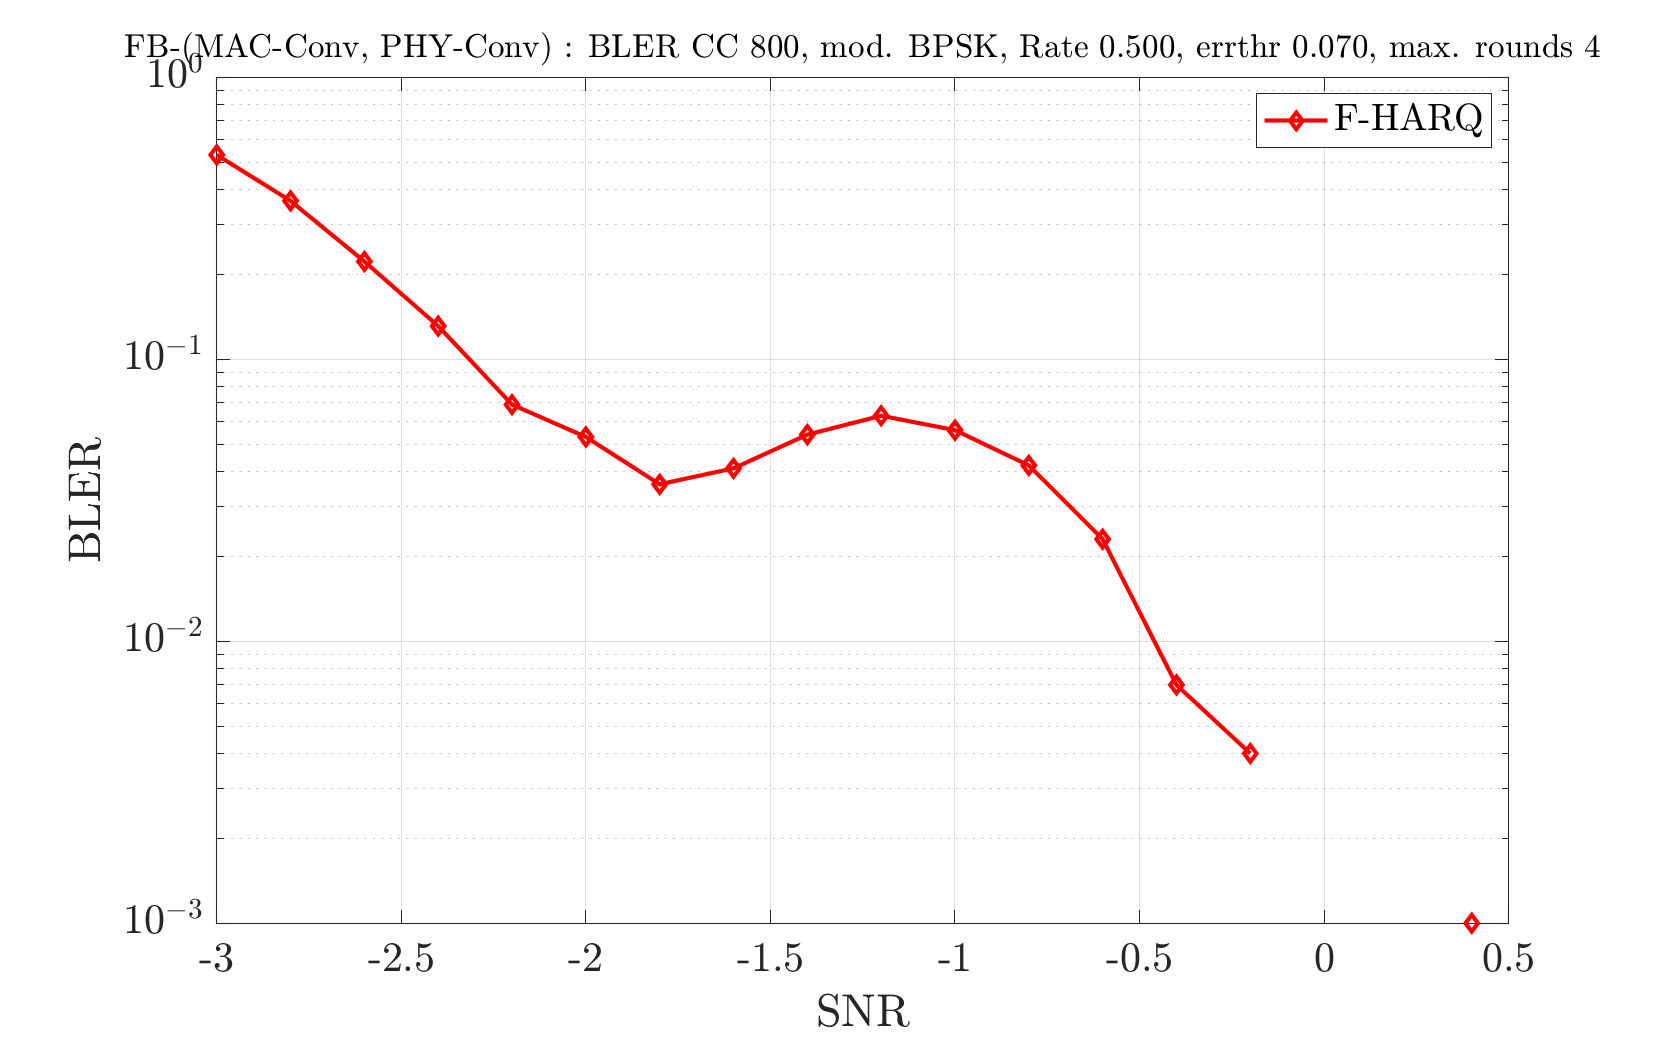 FB-(MAC-Conv, PHY-Conv) : BLER CC 800, mod. BPSK, Rate 0.500, errthr 0.070, max. rounds 4
10⁰
F-HARQ
10⁻¹
BLER
10⁻²
10⁻³
-3 -2.5 -2 -1.5 -1 -0.5 0 0.5
SNR